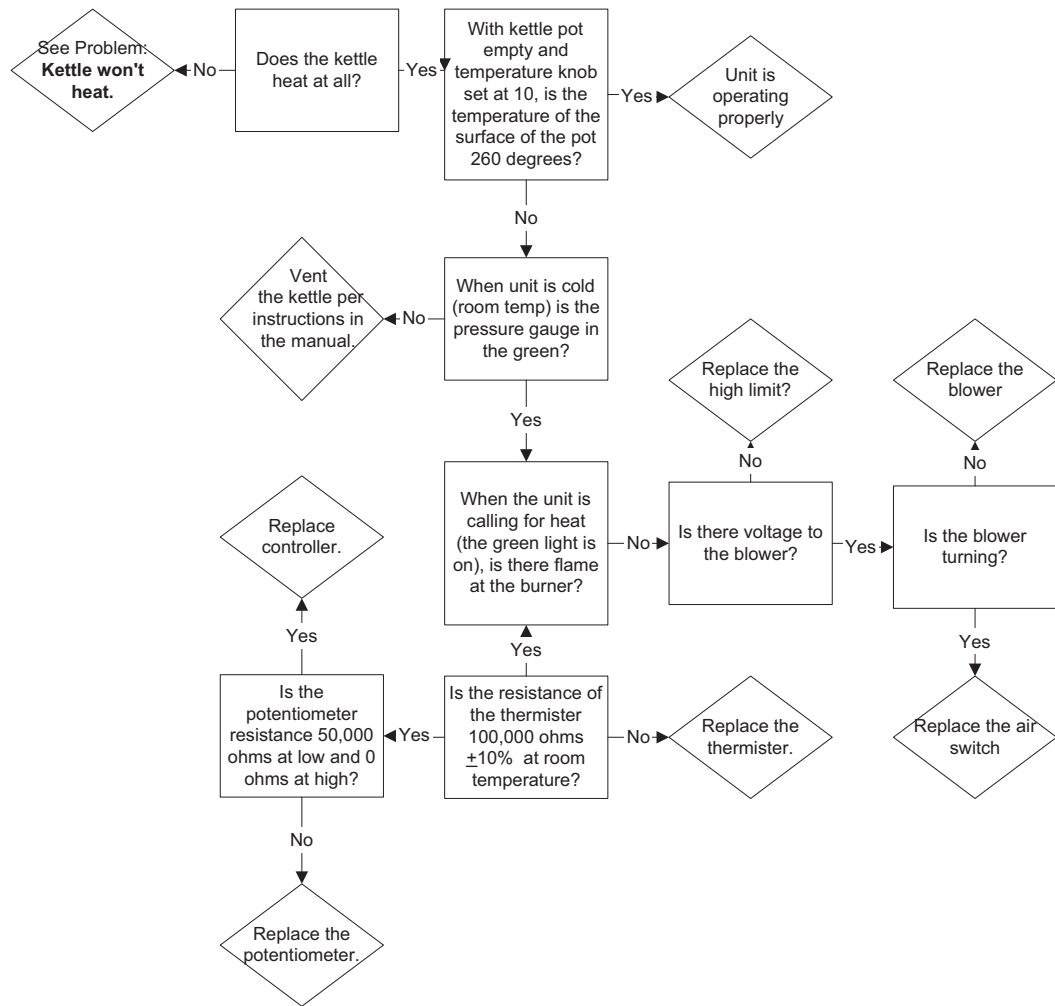 See Problem:
Kettle won't
heat.
No
Does the kettle
heat at all?
Yes
With kettle pot
empty and
temperature knob
set at 10, is the
temperature of the
surface of the pot
260 degrees?
Yes
Unit is
operating
properly
No
Vent
the kettle per
instructions in
the manual.
No
When unit is cold
(room temp) is the
pressure gauge in
the green?
Yes
Replace the
high limit?
Replace the
blower
No
No
Replace
controller.
When the unit is
calling for heat
(the green light is
on), is there flame
at the burner?
No
Is there voltage to
the blower?
Yes
Is the blower
turning?
Yes
Yes
Yes
Is the
potentiometer
resistance 50,000
ohms at low and 0
ohms at high?
Yes
Is the resistance of
the thermister
100,000 ohms
±10% at room
temperature?
No
Replace the
thermister.
Replace the air
switch
No
Replace the
potentiometer.